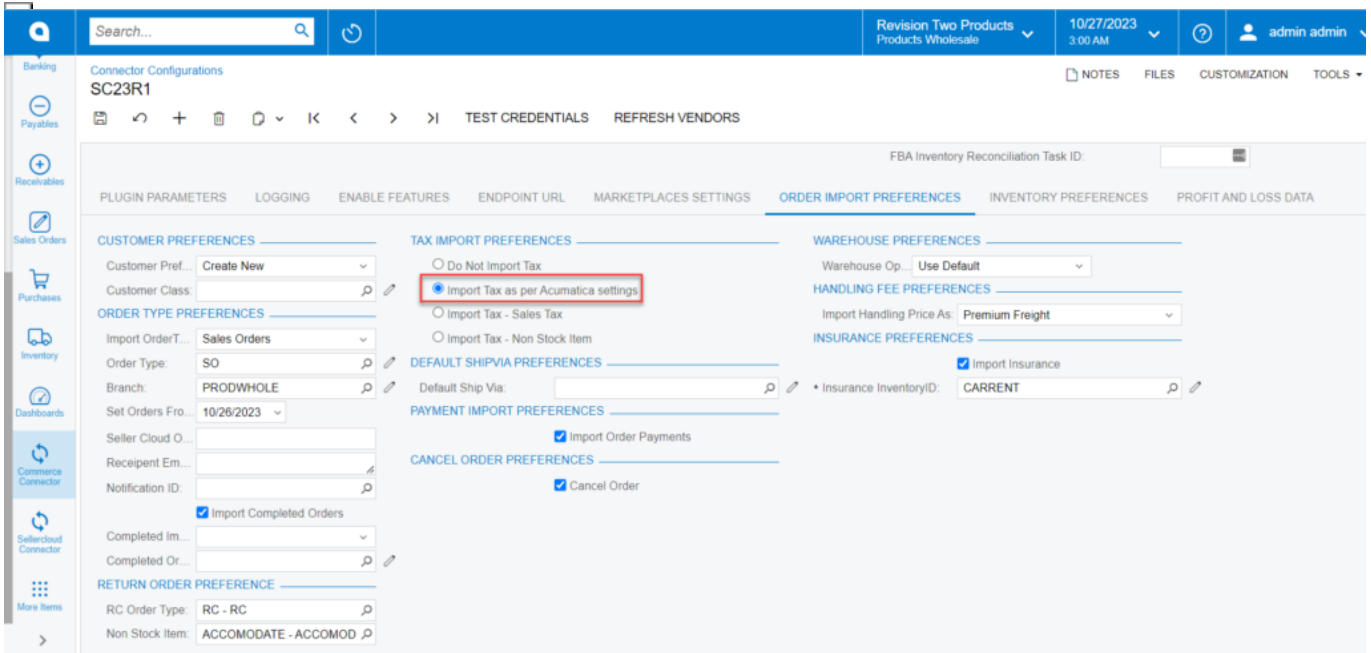 Search...
Revision Two Products
Products Wholesale
10/27/2023
3:00 AM
admin admin
Banking
Payables
Receivables
Sales Orders
Purchases
Inventory
Dashboards
Commerce
Connector
Sellercloud
Connector
More Items
Connector Configurations
SC23R1
NOTES FILES CUSTOMIZATION TOOLS
TEST CREDENTIALS REFRESH VENDORS
FBA Inventory Reconciliation Task ID:
PLUGIN PARAMETERS LOGGING ENABLE FEATURES ENDPOINT URL MARKETPLACES SETTINGS ORDER IMPORT PREFERENCES INVENTORY PREFERENCES PROFIT AND LOSS DATA
CUSTOMER PREFERENCES
Customer Pref... Create New
Customer Class:
ORDER TYPE PREFERENCES
Import OrderT... Sales Orders
Order Type: SO
Branch: PRODWHOLE
Set Orders Fro... 10/26/2023
Seller Cloud O...
Receipent Em...
Notification ID:
Import Completed Orders
Completed Im...
Completed Or...
RETURN ORDER PREFERENCE
RC Order Type: RC - RC
Non Stock Item: ACCOMODATE - ACCOMOD
TAX IMPORT PREFERENCES
Do Not Import Tax
Import Tax as per Acumatica settings
Import Tax - Sales Tax
Import Tax - Non Stock Item
DEFAULT SHIPVIA PREFERENCES
Default Ship Via:
PAYMENT IMPORT PREFERENCES
Import Order Payments
CANCEL ORDER PREFERENCES
Cancel Order
WAREHOUSE PREFERENCES
Warehouse Op... Use Default
HANDLING FEE PREFERENCES
Import Handling Price As: Premium Freight
INSURANCE PREFERENCES
Import Insurance
* Insurance InventoryID: CARRENT